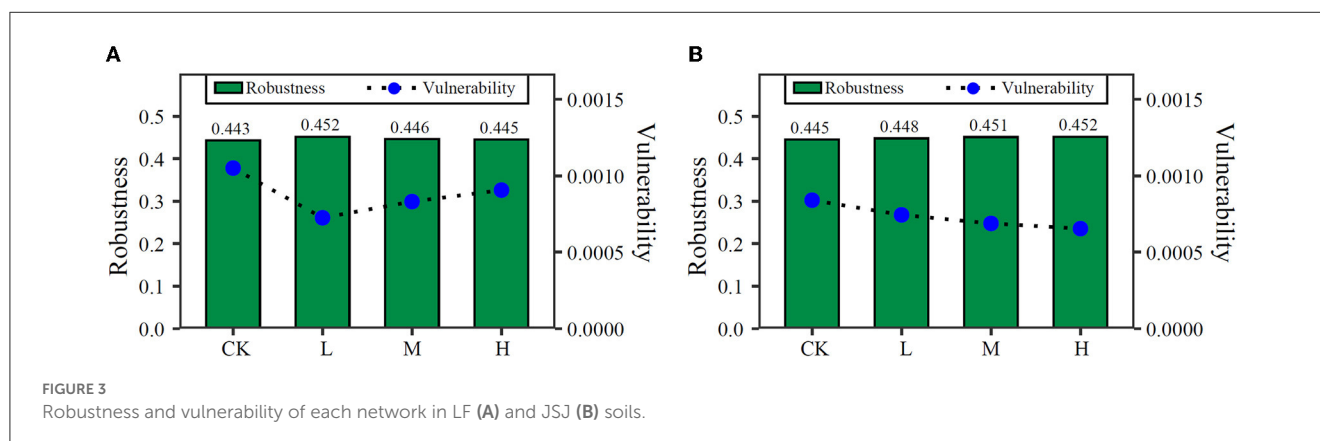 A
Robustness Vulnerability
0.5
0.4
0.3
0.2
0.1
0.0
Robustness
0.443 0.452 0.446 0.445
0.0015
0.0010
0.0005
0.0000
Vulnerability
CK L M H
B
Robustness Vulnerability
0.5
0.4
0.3
0.2
0.1
0.0
Robustness
0.445 0.448 0.451 0.452
0.0015
0.0010
0.0005
0.0000
Vulnerability
CK L M H
FIGURE 3
Robustness and vulnerability of each network in LF (A) and JSJ (B) soils.